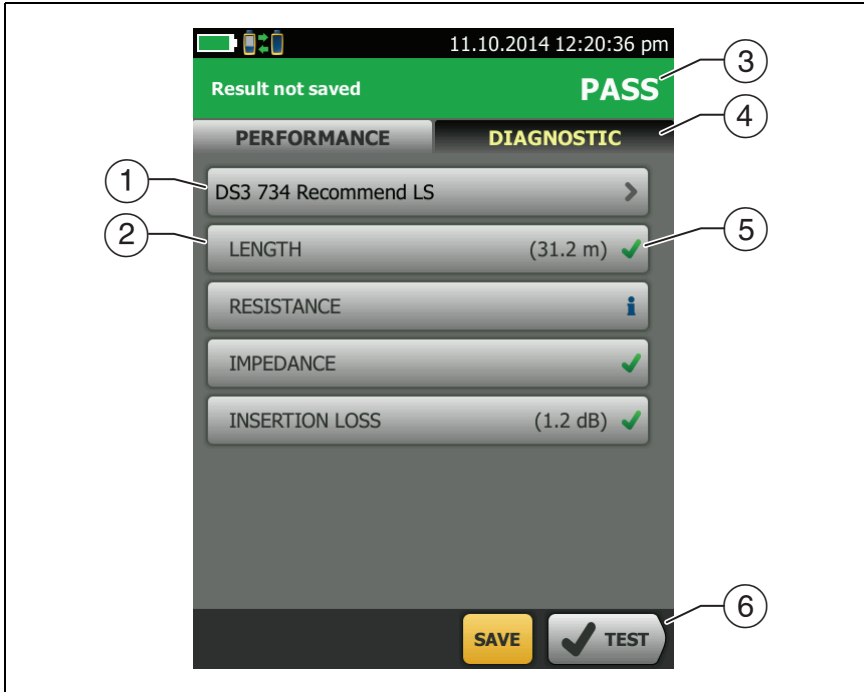 11.10.2014 12:20:36 pm
Result not saved PASS
PERFORMANCE DIAGNOSTIC
DS3 734 Recommend LS
LENGTH (31.2 m)
RESISTANCE i
IMPEDANCE
INSERTION LOSS (1.2 dB)
SAVE TEST
1
2
3
4
5
6